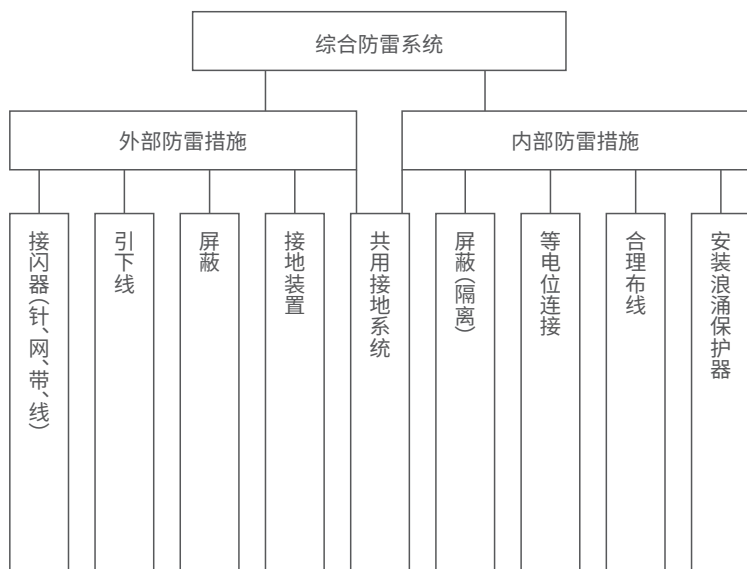 综合防雷系统
外部防雷措施
内部防雷措施
接闪器(针、网、带、线)
引下线
屏蔽
接地装置
共用接地系统
屏蔽(隔离)
等电位连接
合理布线
安装浪涌保护器